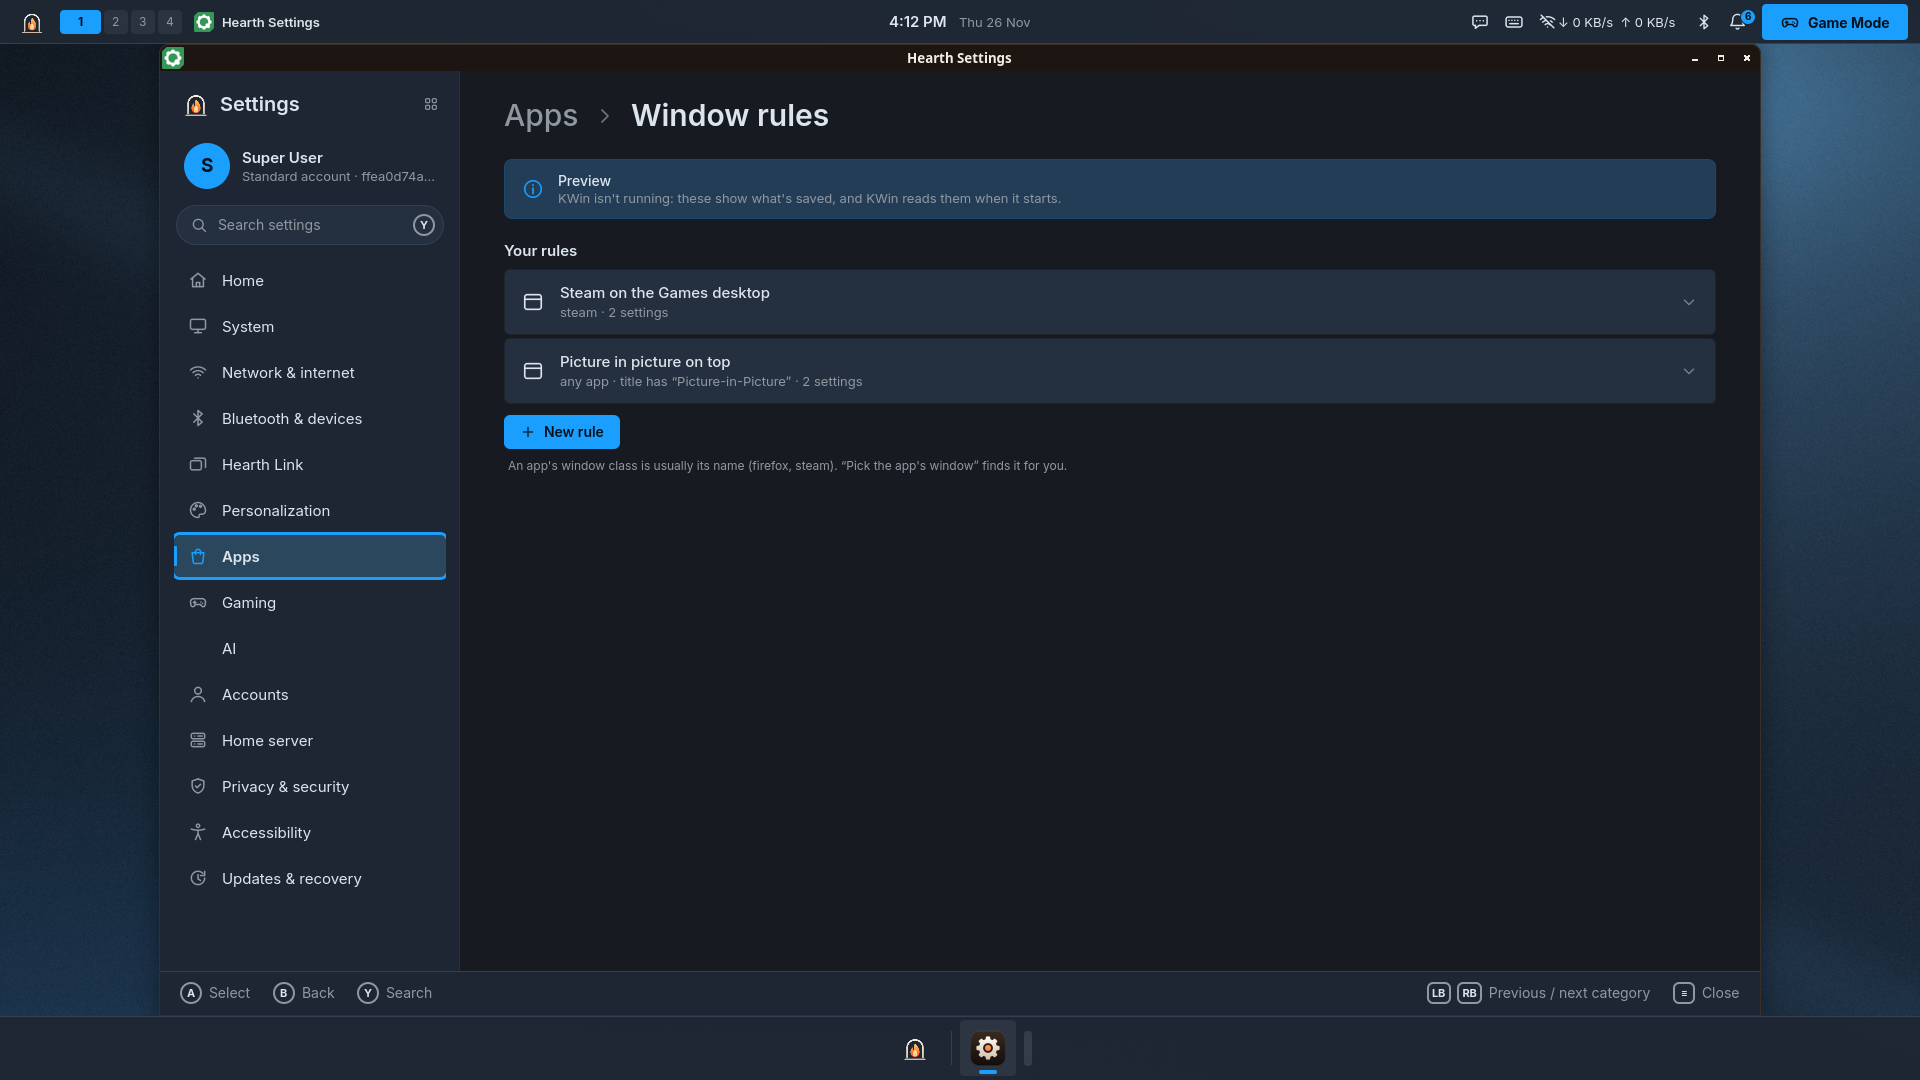 1 2 3 4 Hearth Settings 4:12 PM Thu 26 Nov 0 KB/s 0 KB/s 6 Game Mode
Hearth Settings
Settings
S
Super User
Standard account · ffea0d74a...
Search settings Y
Home
System
Network & internet
Bluetooth & devices
Hearth Link
Personalization
Apps
Gaming
AI
Accounts
Home server
Privacy & security
Accessibility
Updates & recovery
Apps > Window rules
Preview
KWin isn't running: these show what's saved, and KWin reads them when it starts.
Your rules
Steam on the Games desktop
steam · 2 settings
Picture in picture on top
any app · title has “Picture-in-Picture” · 2 settings
+ New rule
An app's window class is usually its name (firefox, steam). “Pick the app's window” finds it for you.
A Select B Back Y Search LB RB Previous / next category ≡ Close